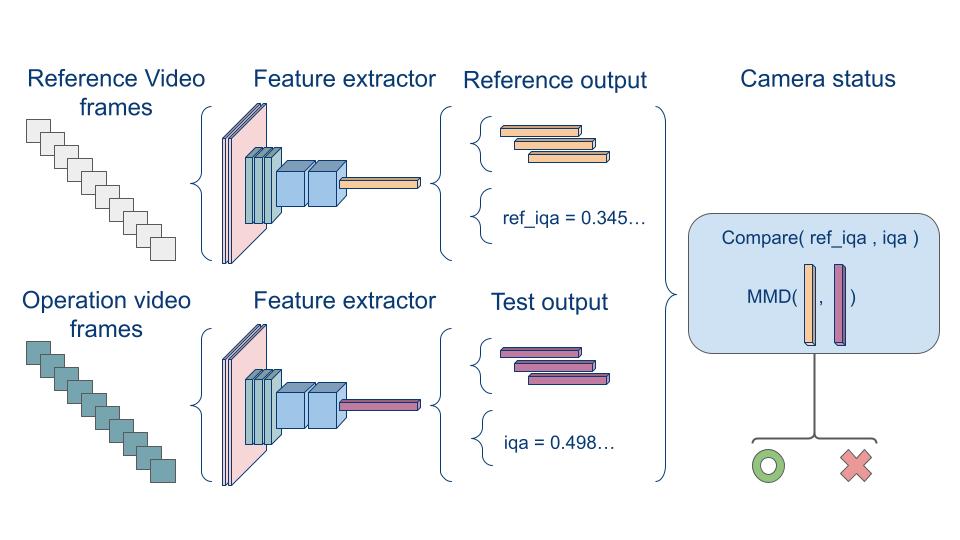 Reference Video
frames
Feature extractor
Reference output
Camera status
ref_iqa = 0.345…
Compare( ref_iqa , iqa )
MMD( , )
Operation video
frames
Feature extractor
Test output
iqa = 0.498…